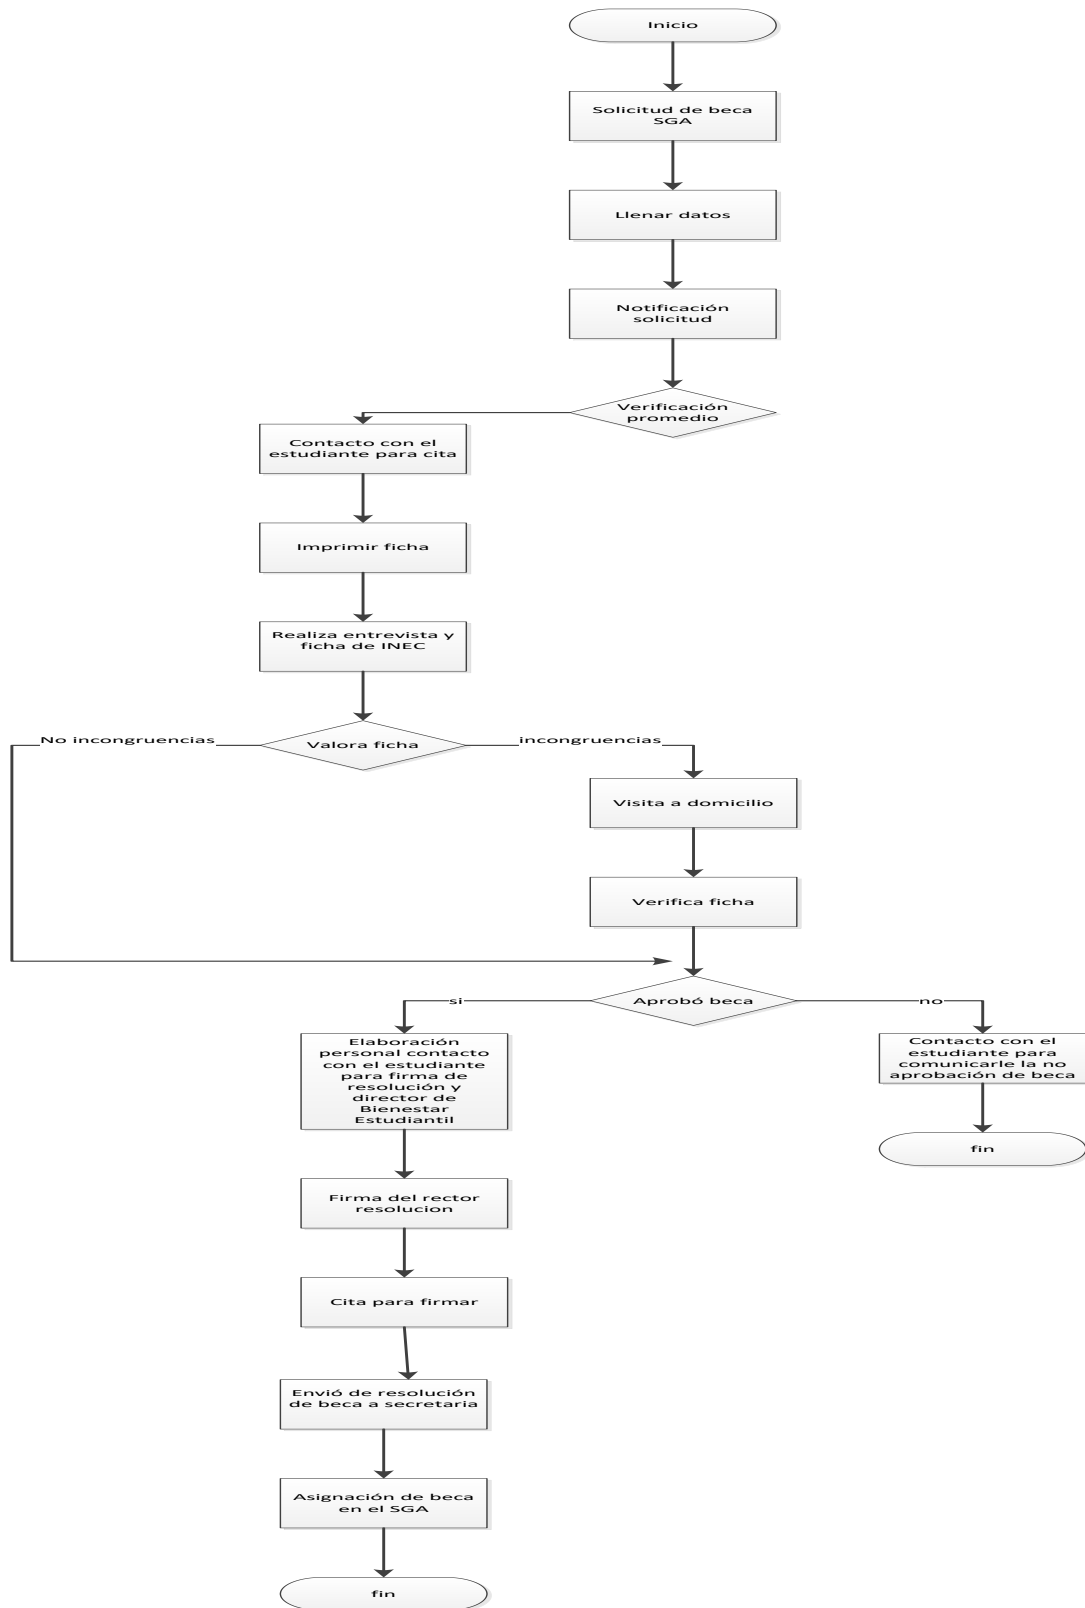 Inicio
Solicitud de beca
SGA
Llenar datos
Notificación
solicitud
Verificación
promedio
Contacto con el
estudiante para cita
Imprimir ficha
Realiza entrevista y
ficha de INEC
Valora ficha
No incongruencias
incongruencias
Visita a domicilio
Verifica ficha
Aprobó beca
si
no
Elaboración
personal contacto
con el estudiante
para firma de
resolución y
director de
Bienestar
Estudiantil
Contacto con el
estudiante para
comunicarle la no
aprobación de beca
fin
Firma del rector
resolucion
Cita para firmar
Envió de resolución
de beca a secretaria
Asignación de beca
en el SGA
fin